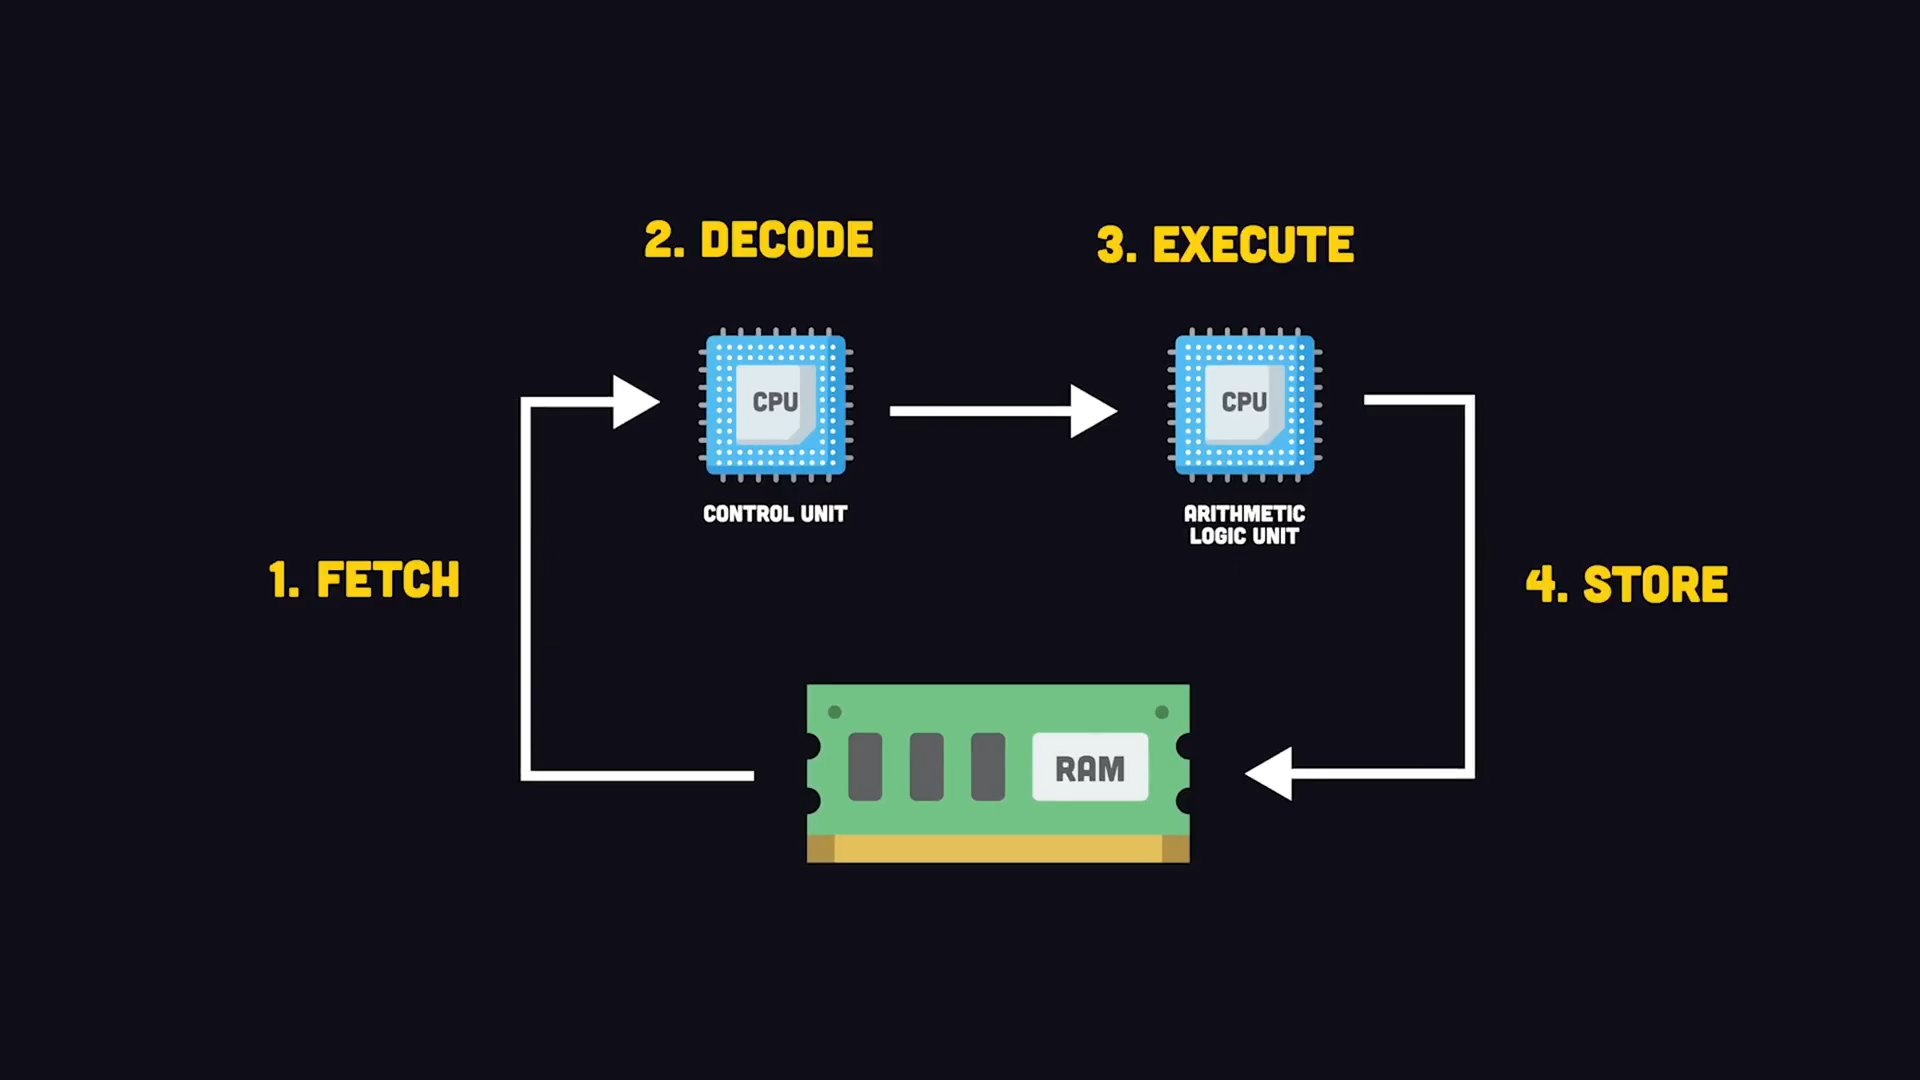 2. DECODE
3. EXECUTE
CPU
CPU
CONTROL UNIT
ARITHMETIC
LOGIC UNIT
1. FETCH
4. STORE
RAM